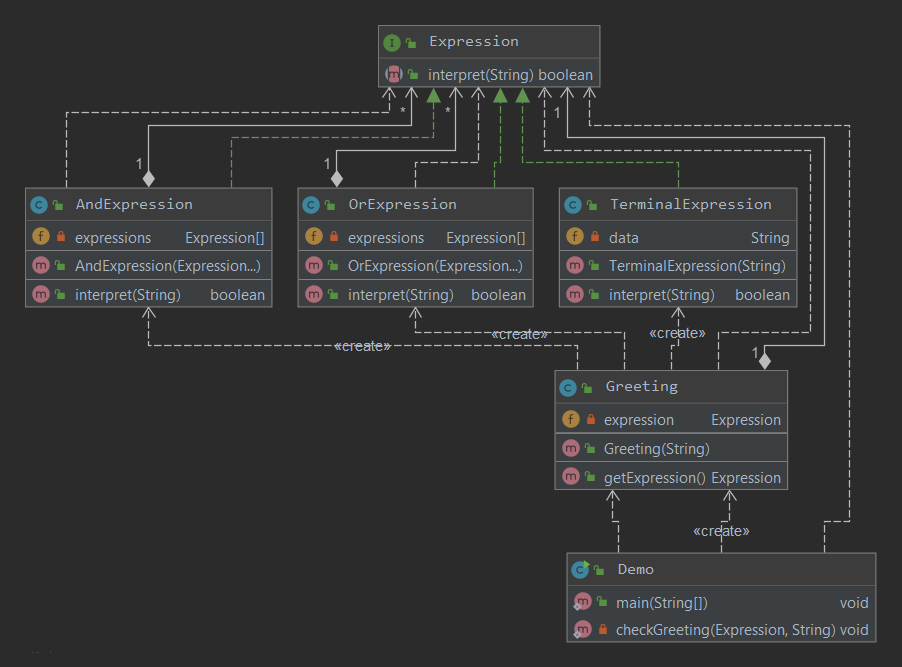 Expression
interpret(String) boolean
* * 1
1 1
AndExpression
expressions Expression[]
AndExpression(Expression...)
interpret(String) boolean
OrExpression
expressions Expression[]
OrExpression(Expression...)
interpret(String) boolean
TerminalExpression
data String
TerminalExpression(String)
interpret(String) boolean
«create»
«create»
«create»
1
Greeting
expression Expression
Greeting(String)
getExpression() Expression
«create»
Demo
main(String[]) void
checkGreeting(Expression, String) void